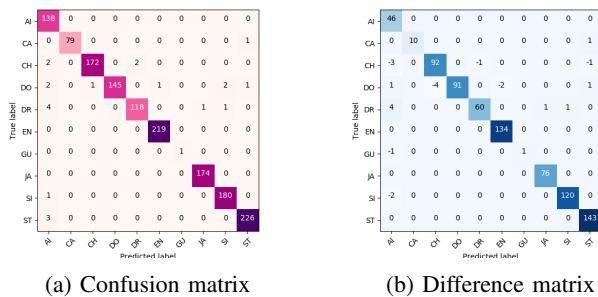 AI 138 0 0 0 0 0 0 0 0 0
CA 0 79 0 0 0 0 0 0 0 1
CH 2 0 172 0 2 0 0 0 0 0
DO 0 0 1 145 0 1 0 0 2 1
DR 4 0 0 0 118 0 0 1 0 0
EN 0 0 0 0 0 219 0 0 0 0
GU 0 0 0 0 0 0 1 0 0 0
JA 0 0 0 0 0 0 0 174 0 0
SI 1 0 0 0 0 0 0 0 180 0
ST 3 0 0 0 0 0 0 0 0 226
True label
AI CA CH DO DR EN GU JA SI ST
Predicted label
(a) Confusion matrix
AI 46 0 0 0 0 0 0 0 0 0
CA 0 10 0 0 0 0 0 0 0 1
CH -3 0 92 0 -1 0 0 0 0 -1
DO 1 0 -4 91 0 -2 0 0 0 1
DR 4 0 0 0 60 0 0 1 1 0
EN 0 0 0 0 0 134 0 0 0 0
GU -1 0 0 0 0 0 1 0 0 0
JA 0 0 0 0 0 0 0 76 0 0
SI -2 0 0 0 0 0 0 0 120 0
ST 0 0 0 0 0 0 0 0 0 143
True label
AI CA CH DO DR EN GU JA SI ST
Predicted label
(b) Difference matrix